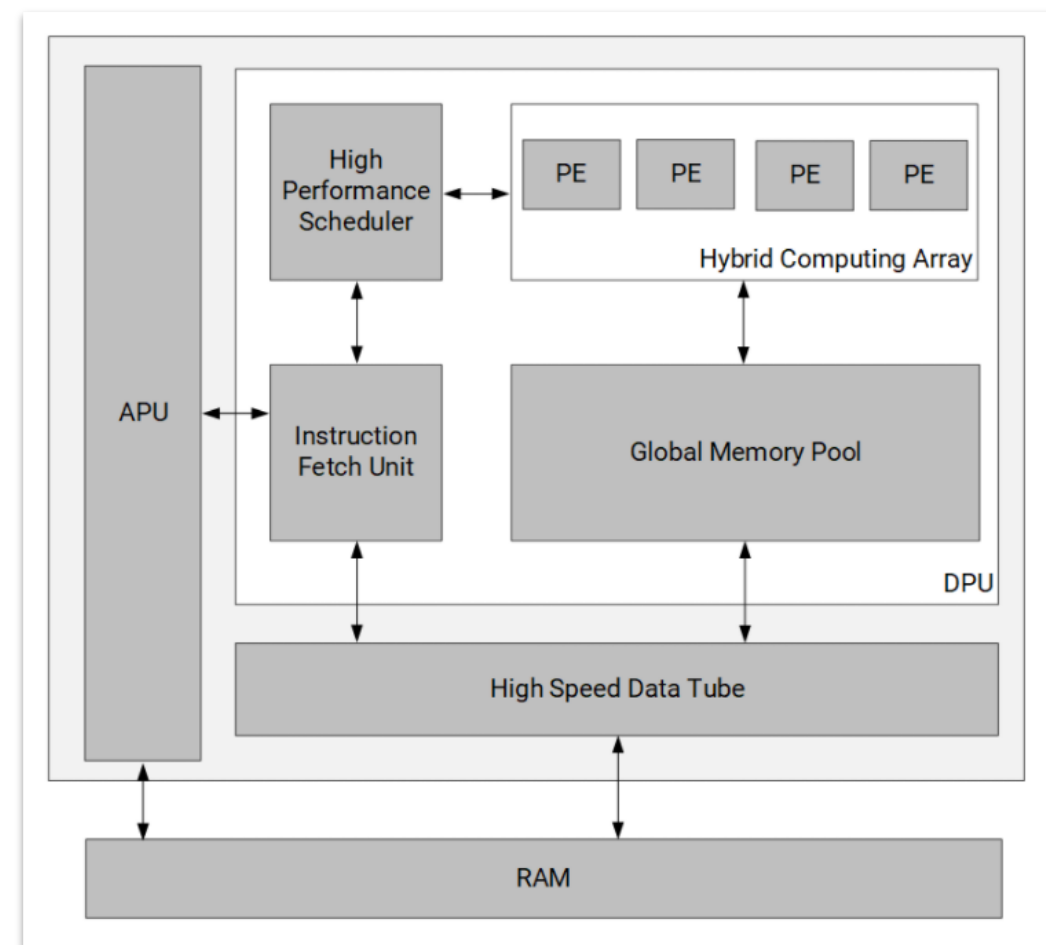 High
Performance
Scheduler
PE
PE
PE
PE
Hybrid Computing Array
APU
Instruction
Fetch Unit
Global Memory Pool
DPU
High Speed Data Tube
RAM